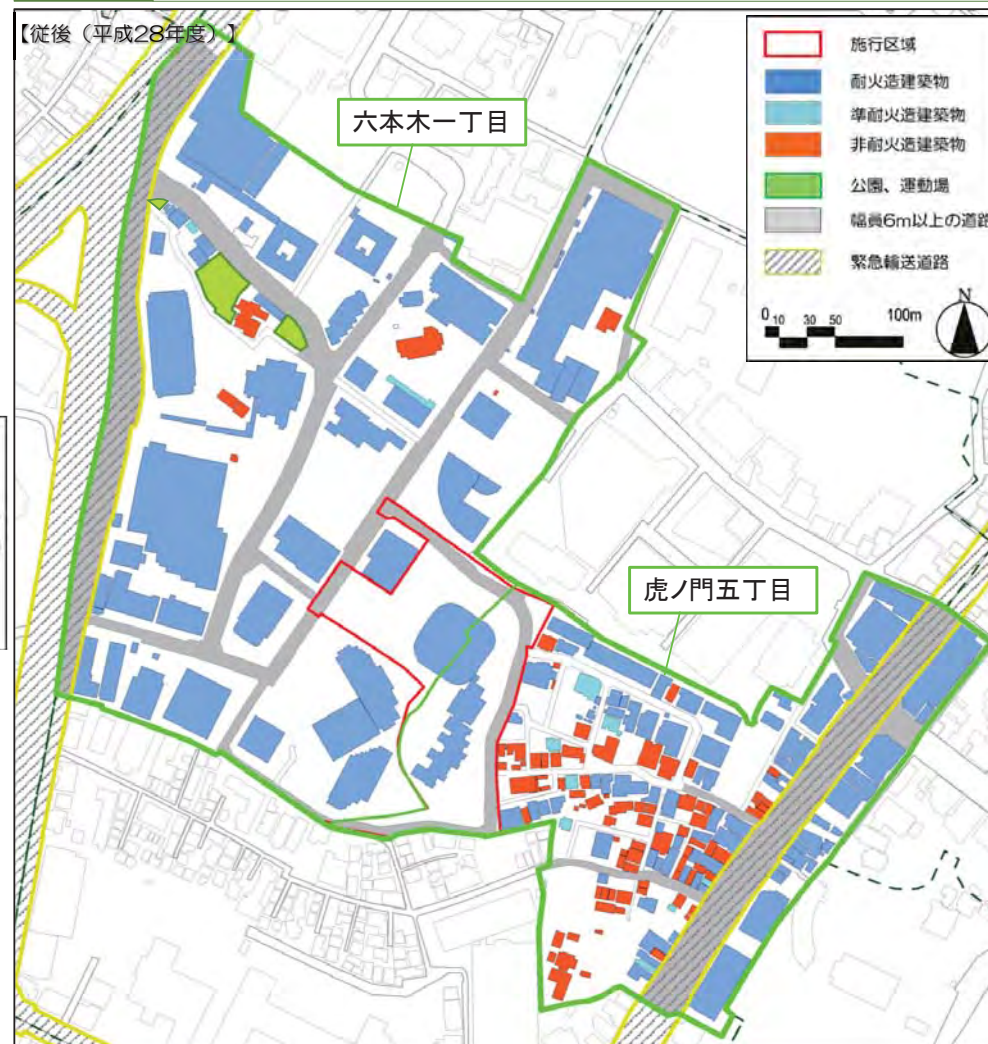 【従後（平成28年度）】
六本木一丁目
虎ノ門五丁目
施行区域
耐火造建築物
準耐火造建築物
非耐火造建築物
公園、運動場
幅員6m以上の道路
緊急輸送道路
0 10 30 50 100m
N